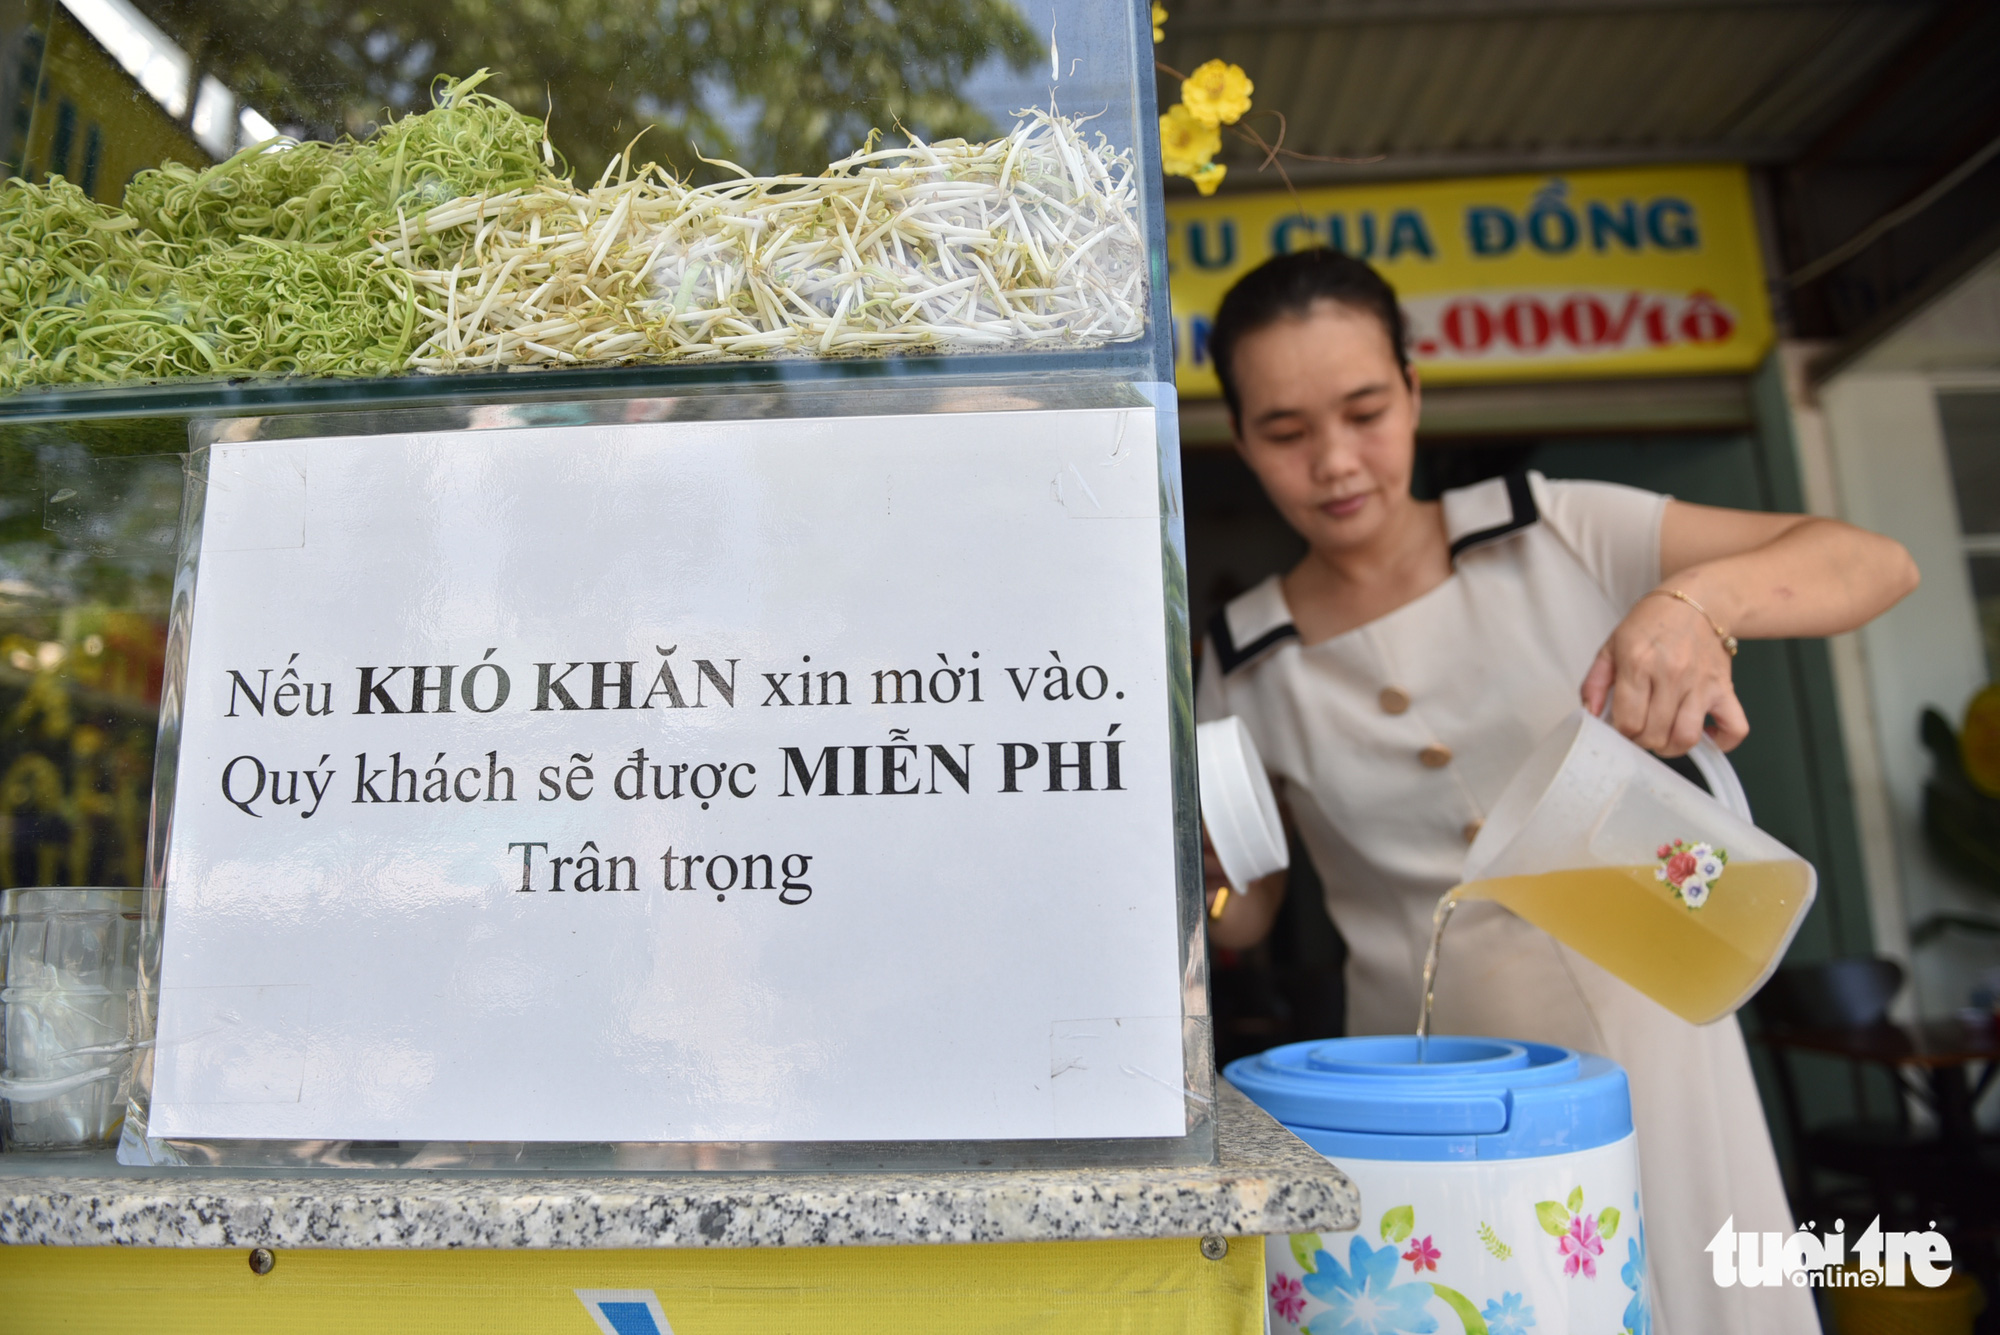 CUA ĐỒNG
.000/tô
Nếu KHÓ KHĂN xin mời vào.
Quý khách sẽ được MIỄN PHÍ
Trân trọng
tuổi trẻ
online